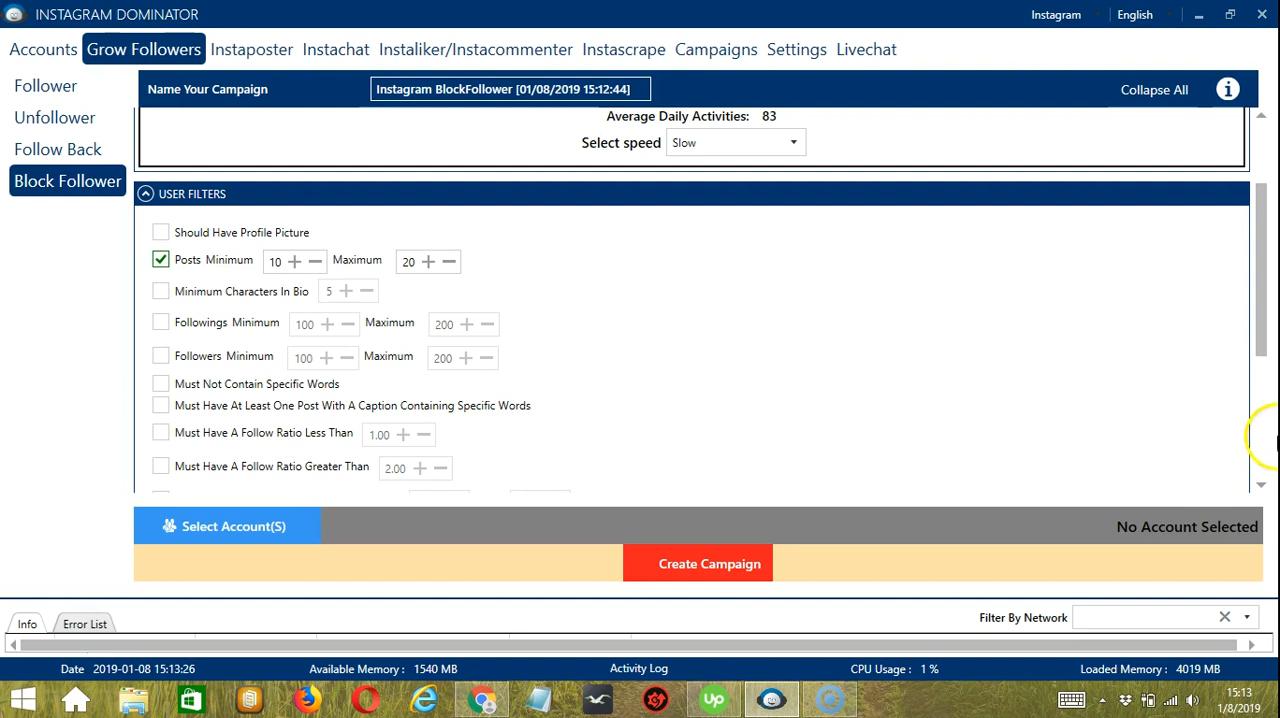 INSTAGRAM DOMINATOR Instagram English
Accounts Grow Followers Instaposter Instachat Instaliker/Instacommenter Instascrape Campaigns Settings Livechat
Follower
Unfollower
Follow Back
Block Follower
Name Your Campaign Instagram BlockFollower [01/08/2019 15:12:44] Collapse All
Average Daily Activities: 83
Select speed Slow
USER FILTERS
Should Have Profile Picture
Posts Minimum 10 + − Maximum 20 + −
Minimum Characters In Bio 5 + −
Followings Minimum 100 + − Maximum 200 + −
Followers Minimum 100 + − Maximum 200 + −
Must Not Contain Specific Words
Must Have At Least One Post With A Caption Containing Specific Words
Must Have A Follow Ratio Less Than 1.00 + −
Must Have A Follow Ratio Greater Than 2.00 + −
Select Account(S) No Account Selected
Create Campaign
Info Error List Filter By Network
Date 2019-01-08 15:13:26 Available Memory : 1540 MB Activity Log CPU Usage : 1 % Loaded Memory : 4019 MB
up
15:13
1/8/2019